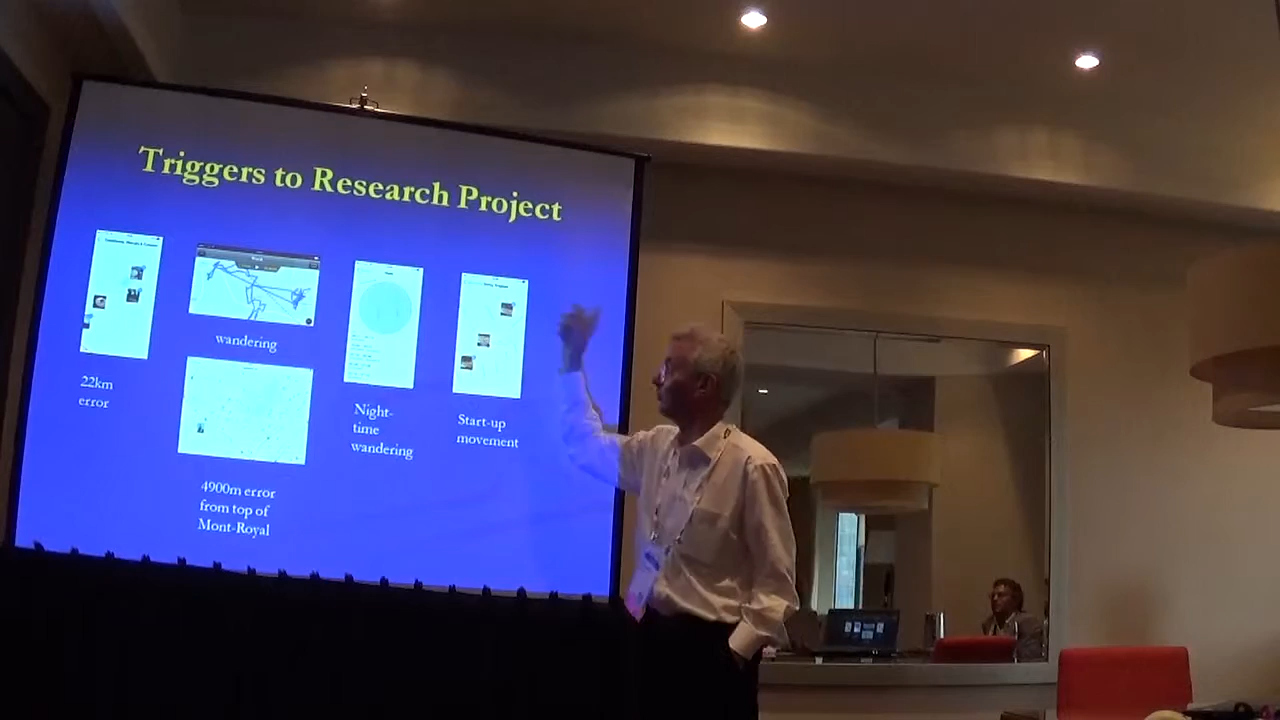 Triggers to Research Project
22km
error
wandering
4900m error
from top of
Mont-Royal
Night-
time
wandering
Start-up
movement